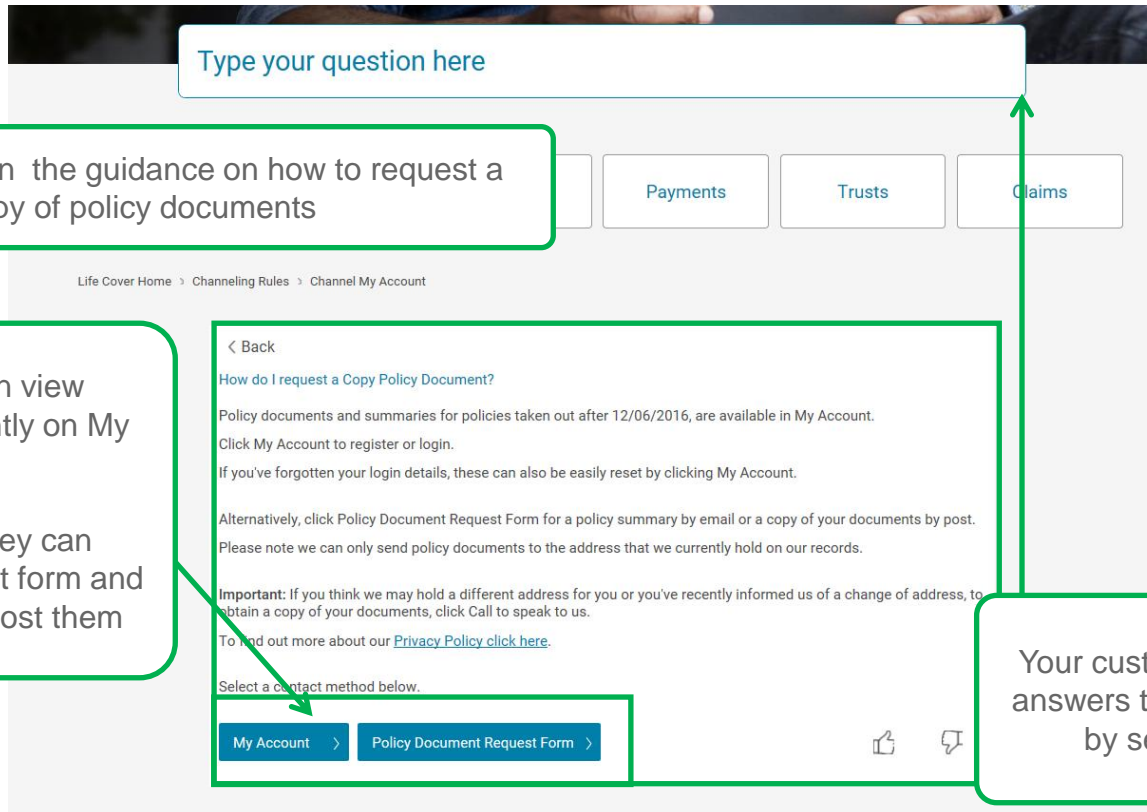 Type your question here
the guidance on how to request a
of policy documents
Payments
Trusts
Claims
Life Cover Home > Channeling Rules > Channel My Account
view
on My
they can
form and
post them
< Back
How do I request a Copy Policy Document?
Policy documents and summaries for policies taken out after 12/06/2016, are available in My Account.
Click My Account to register or login.
If you've forgotten your login details, these can also be easily reset by clicking My Account.
Alternatively, click Policy Document Request Form for a policy summary by email or a copy of your documents by post.
Please note we can only send policy documents to the address that we currently hold on our records.
Important: If you think we may hold a different address for you or you've recently informed us of a change of address, to
obtain a copy of your documents, click Call to speak to us.
To find out more about our Privacy Policy click here.
Select a contact method below.
My Account >
Policy Document Request Form >
Your
answers
by